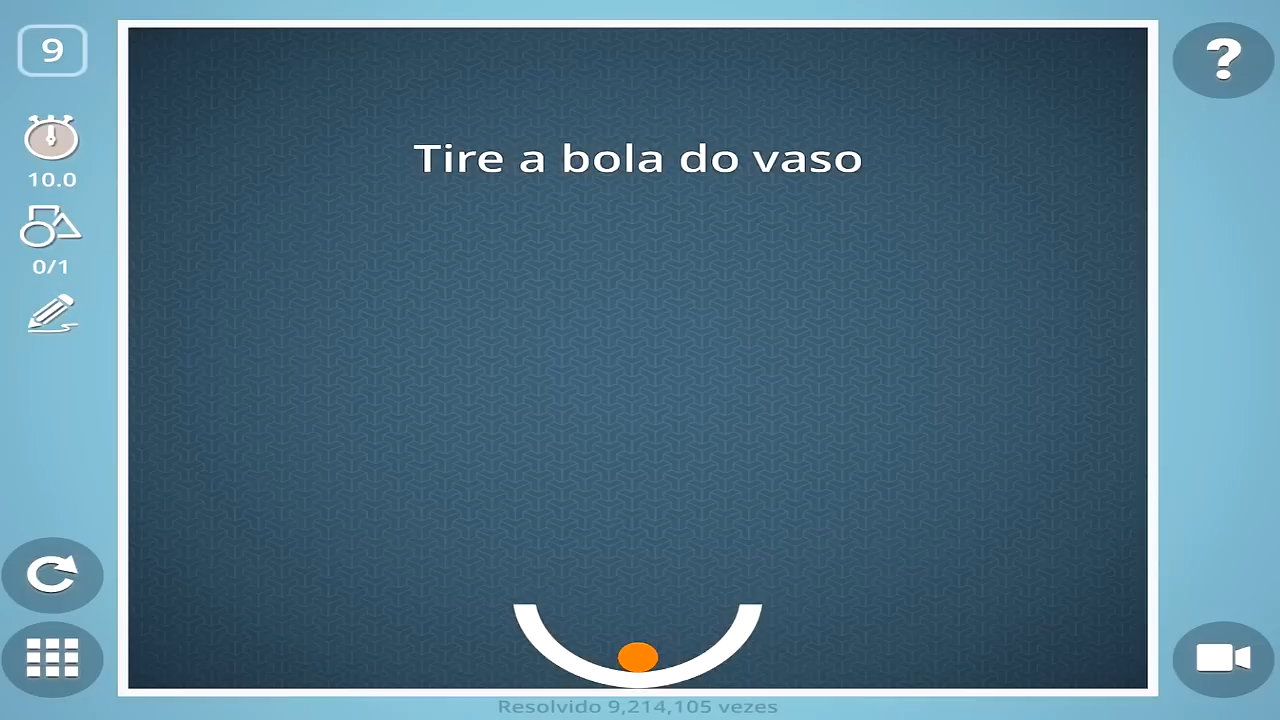 9
?
Tire a bola do vaso
10.0
0/1
Resolvido 9,214,105 vezes